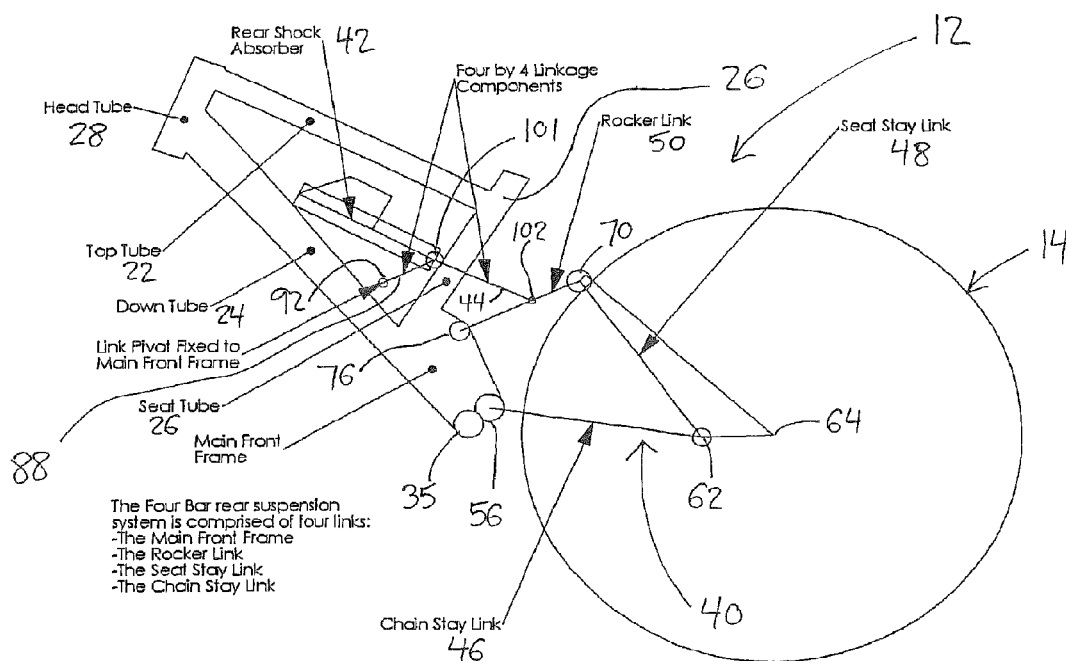 Rear Shock
Absorber
42
12
Four by 4 Linkage
Components
26
Head Tube
28
101
Rocker Link
50
Seat Stay Link
48
102
70
14
Top Tube
22
92
44
Down Tube
24
Link Pivot Fixed to
Main Front Frame
76
Seat Tube
26
64
Main Front
Frame
88
35
56
62
The Four Bar rear suspension
system is comprised of four links:
-The Main Front Frame
-The Rocker Link
-The Seat Stay Link
-The Chain Stay Link
Chain Stay Link
46
40